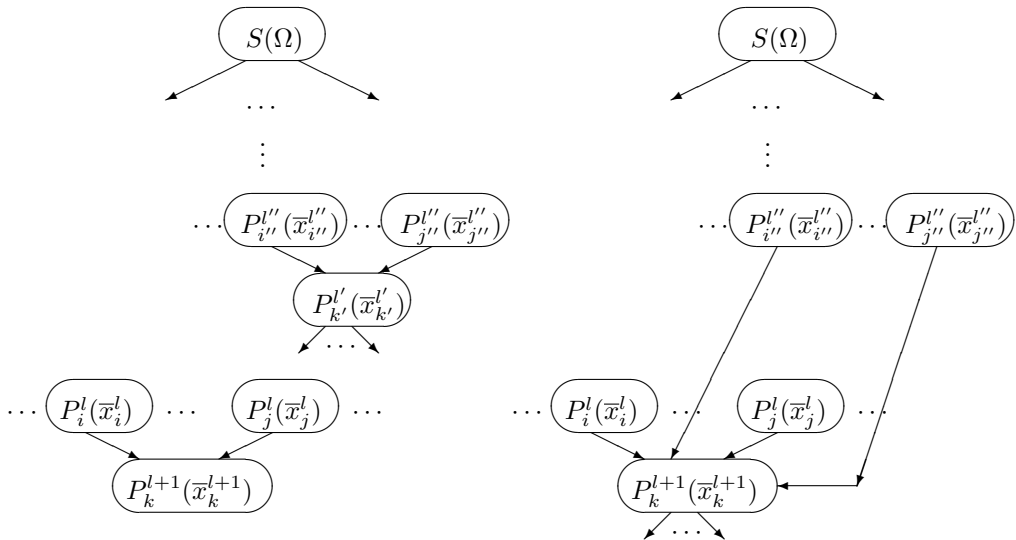 S(Ω) S(Ω)
... ...
⋮ ⋮
... P_{i''}^{l''}(x̅_{i''}^{l''}) ... P_{j''}^{l''}(x̅_{j''}^{l''}) ... P_{i''}^{l''}(x̅_{i''}^{l''}) ... P_{j''}^{l''}(x̅_{j''}^{l''})
P_{k'}^{l'}(x̅_{k'}^{l'})
...
... P_i^l(x̅_i^l) ... P_j^l(x̅_j^l) ... ... P_i^l(x̅_i^l) ... P_j^l(x̅_j^l) ...
P_k^{l+1}(x̅_k^{l+1}) P_k^{l+1}(x̅_k^{l+1})
...